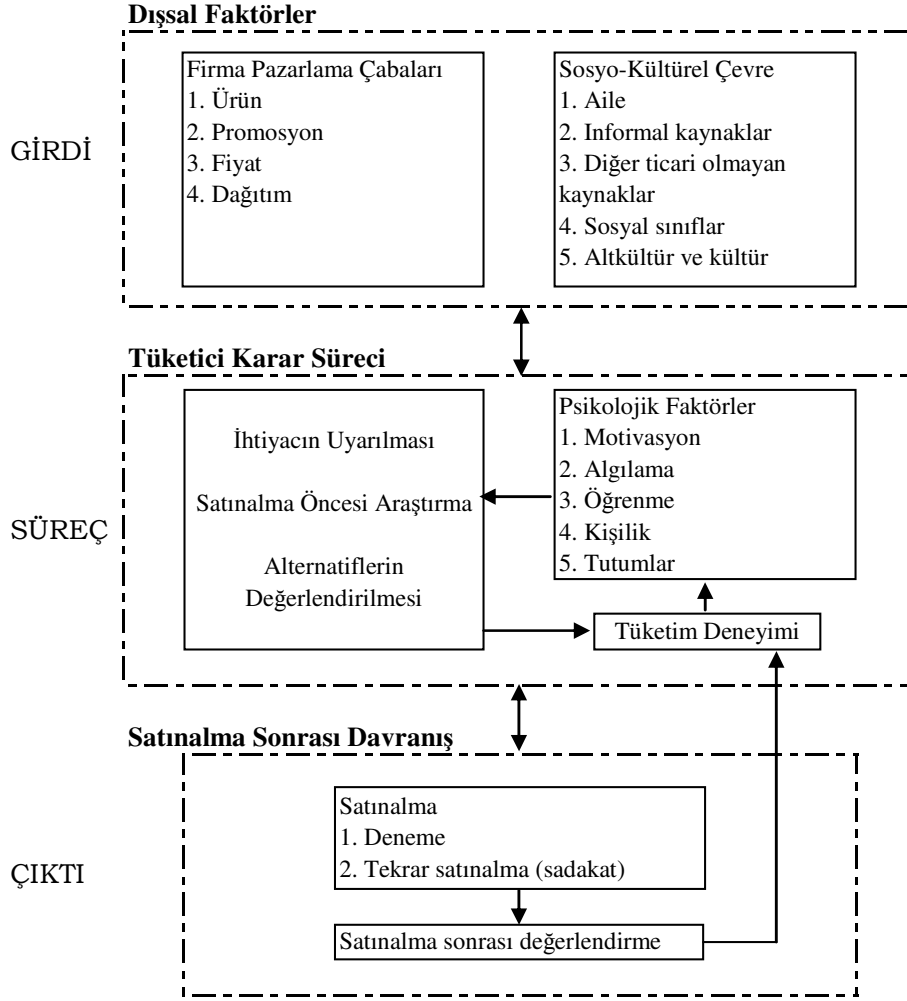 Dışsal Faktörler
GİRDİ
Firma Pazarlama Çabaları
1. Ürün
2. Promosyon
3. Fiyat
4. Dağıtım
Sosyo-Kültürel Çevre
1. Aile
2. Informal kaynaklar
3. Diğer ticari olmayan
kaynaklar
4. Sosyal sınıflar
5. Altkültür ve kültür
Tüketici Karar Süreci
SÜREÇ
İhtiyacın Uyarılması
Satınalma Öncesi Araştırma
Alternatiflerin
Değerlendirilmesi
Psikolojik Faktörler
1. Motivasyon
2. Algılama
3. Öğrenme
4. Kişilik
5. Tutumlar
Tüketim Deneyimi
Satınalma Sonrası Davranış
ÇIKTI
Satınalma
1. Deneme
2. Tekrar satınalma (sadakat)
Satınalma sonrası değerlendirme